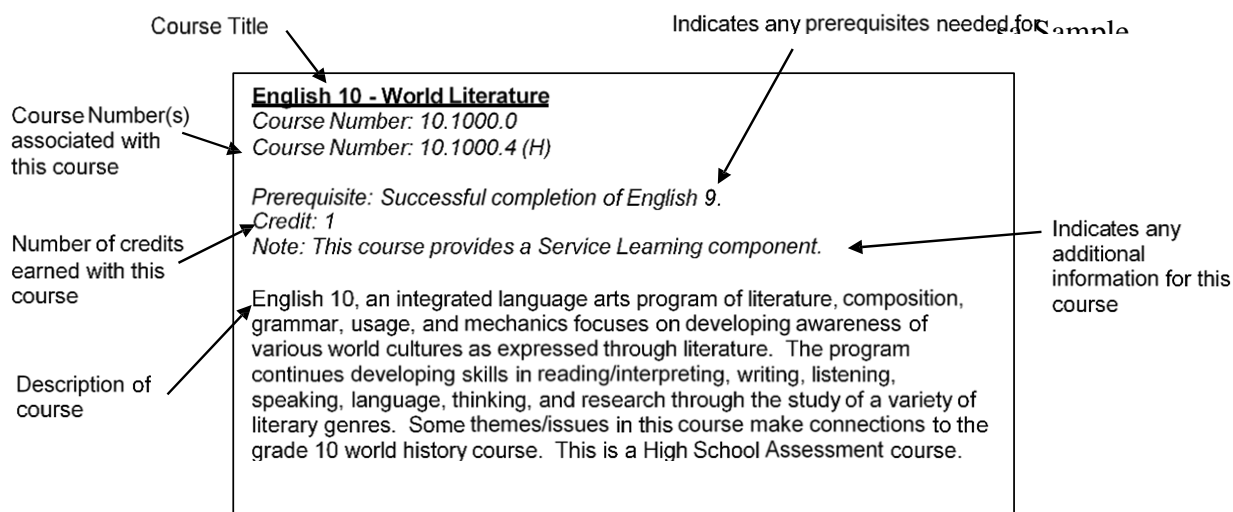 Course Title
Indicates any prerequisites needed for
Sample
English 10 - World Literature
Course Number: 10.1000.0
Course Number: 10.1000.4 (H)
Course Number(s)
associated with
this course
Prerequisite: Successful completion of English 9.
Credit: 1
Note: This course provides a Service Learning component.
Number of credits
earned with this
course
Indicates any
additional
information for this
course
English 10, an integrated language arts program of literature, composition,
grammar, usage, and mechanics focuses on developing awareness of
various world cultures as expressed through literature. The program
continues developing skills in reading/interpreting, writing, listening,
speaking, language, thinking, and research through the study of a variety of
literary genres. Some themes/issues in this course make connections to the
grade 10 world history course. This is a High School Assessment course.
Description of
course